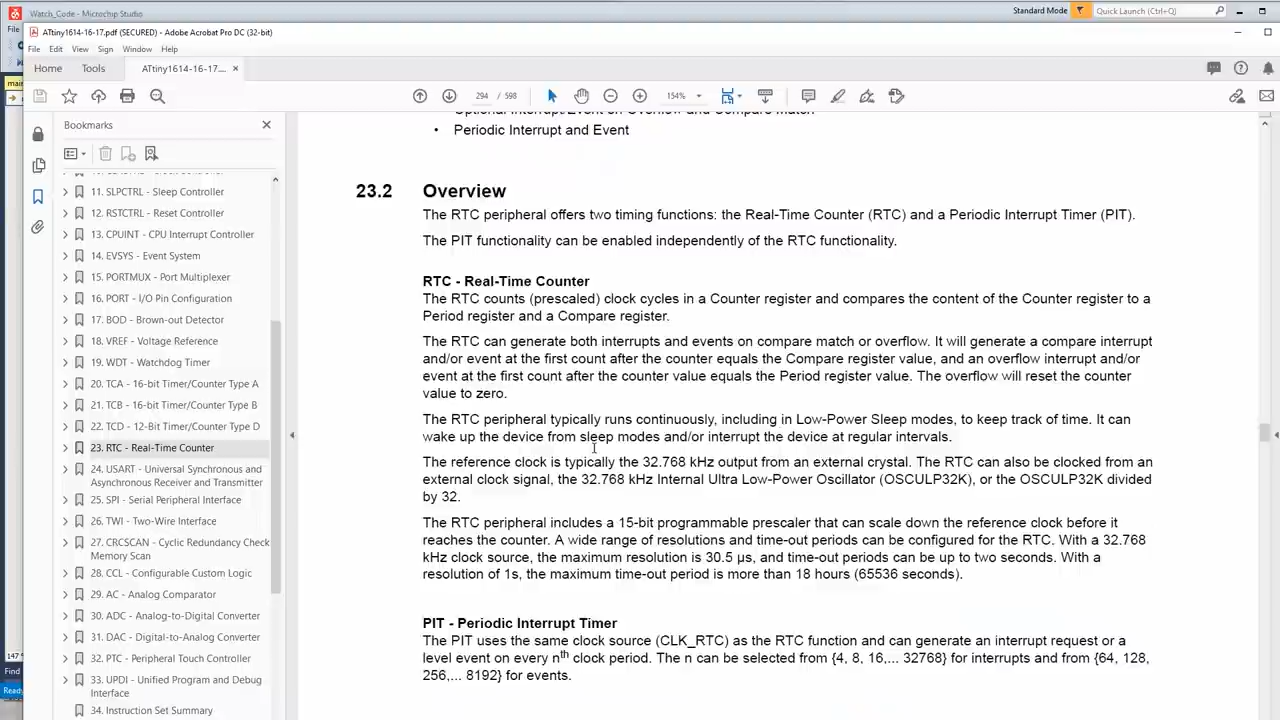 Watch_Code - Microchip Studio
Standard Mode
Quick Launch (Ctrl+Q)
File
ATtiny1614-16-17.pdf (SECURED) - Adobe Acrobat Pro DC (32-bit)
File Edit View Sign Window Help
Home Tools ATtiny1614-16-17.... ×
main
294 / 598
154%
Bookmarks
11. SLPCTRL - Sleep Controller
12. RSTCTRL - Reset Controller
13. CPUINT - CPU Interrupt Controller
14. EVSYS - Event System
15. PORTMUX - Port Multiplexer
16. PORT - I/O Pin Configuration
17. BOD - Brown-out Detector
18. VREF - Voltage Reference
19. WDT - Watchdog Timer
20. TCA - 16-bit Timer/Counter Type A
21. TCB - 16-bit Timer/Counter Type B
22. TCD - 12-Bit Timer/Counter Type D
23. RTC - Real-Time Counter
24. USART - Universal Synchronous and
Asynchronous Receiver and Transmitter
25. SPI - Serial Peripheral Interface
26. TWI - Two-Wire Interface
27. CRCSCAN - Cyclic Redundancy Check
Memory Scan
28. CCL - Configurable Custom Logic
29. AC - Analog Comparator
30. ADC - Analog-to-Digital Converter
31. DAC - Digital-to-Analog Converter
32. PTC - Peripheral Touch Controller
33. UPDI - Unified Program and Debug
Interface
34. Instruction Set Summary
147 %
Find
Ready
Optional Interrupt/Event on Overflow and Compare Match
• Periodic Interrupt and Event
23.2 Overview
The RTC peripheral offers two timing functions: the Real-Time Counter (RTC) and a Periodic Interrupt Timer (PIT).
The PIT functionality can be enabled independently of the RTC functionality.
RTC - Real-Time Counter
The RTC counts (prescaled) clock cycles in a Counter register and compares the content of the Counter register to a
Period register and a Compare register.
The RTC can generate both interrupts and events on compare match or overflow. It will generate a compare interrupt
and/or event at the first count after the counter equals the Compare register value, and an overflow interrupt and/or
event at the first count after the counter value equals the Period register value. The overflow will reset the counter
value to zero.
The RTC peripheral typically runs continuously, including in Low-Power Sleep modes, to keep track of time. It can
wake up the device from sleep modes and/or interrupt the device at regular intervals.
The reference clock is typically the 32.768 kHz output from an external crystal. The RTC can also be clocked from an
external clock signal, the 32.768 kHz Internal Ultra Low-Power Oscillator (OSCULP32K), or the OSCULP32K divided
by 32.
The RTC peripheral includes a 15-bit programmable prescaler that can scale down the reference clock before it
reaches the counter. A wide range of resolutions and time-out periods can be configured for the RTC. With a 32.768
kHz clock source, the maximum resolution is 30.5 μs, and time-out periods can be up to two seconds. With a
resolution of 1s, the maximum time-out period is more than 18 hours (65536 seconds).
PIT - Periodic Interrupt Timer
The PIT uses the same clock source (CLK_RTC) as the RTC function and can generate an interrupt request or a
level event on every nth clock period. The n can be selected from {4, 8, 16,... 32768} for interrupts and from {64, 128,
256,... 8192} for events.